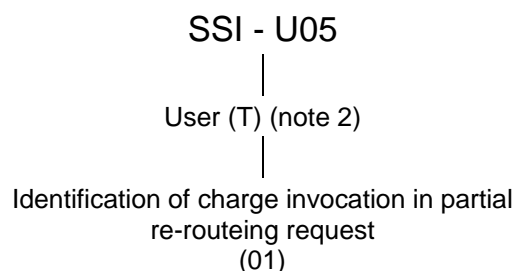 SSI - U05
User (T) (note 2)
Identification of charge invocation in partial
re-routeing request
(01)